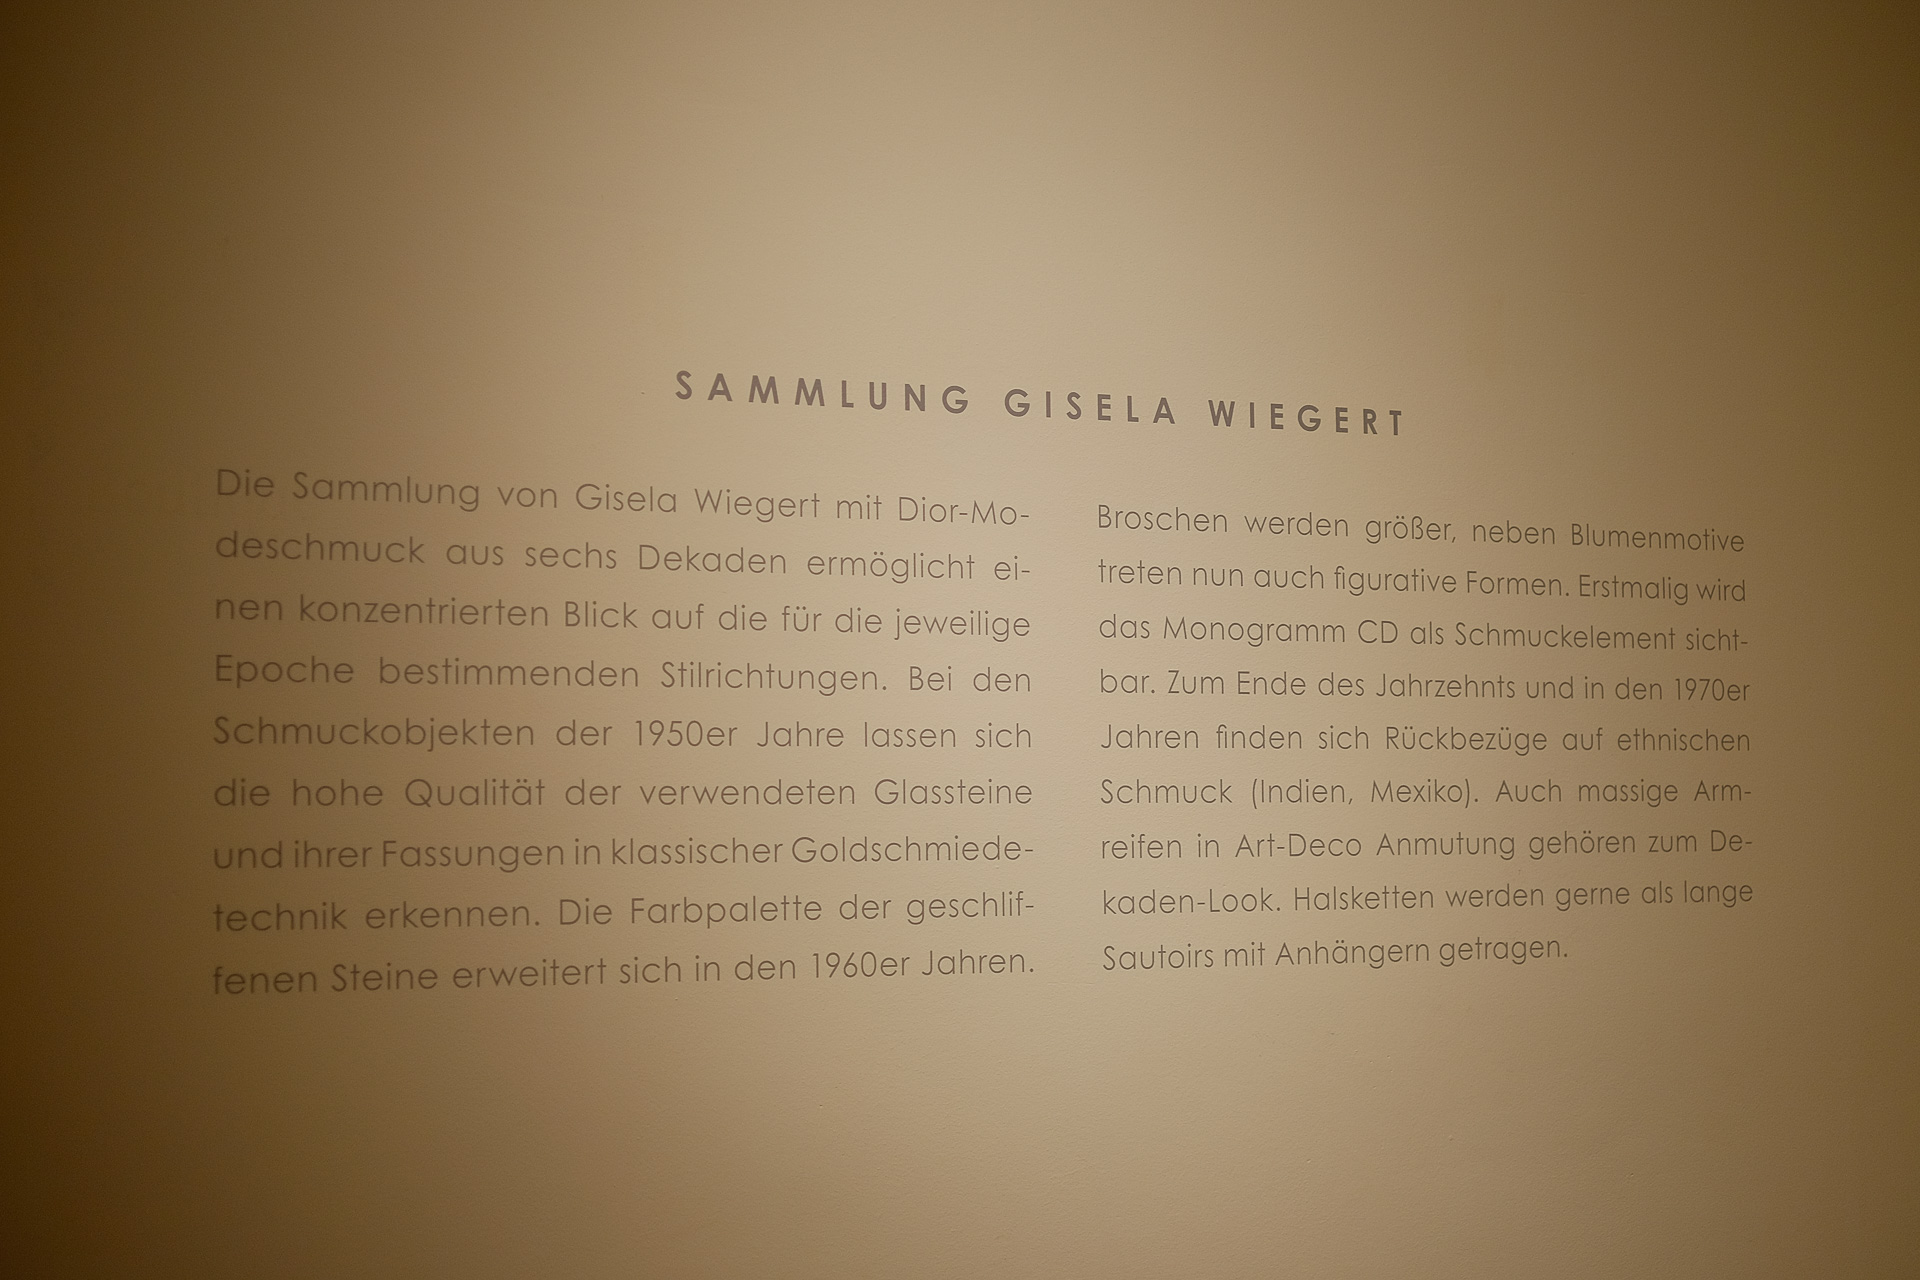 SAMMLUNG GISELA WIEGERT
Die Sammlung von Gisela Wiegert mit Dior-Mo-
deschmuck aus sechs Dekaden ermöglicht ei-
nen konzentrierten Blick auf die für die jeweilige
Epoche bestimmenden Stilrichtungen. Bei den
Schmuckobjekten der 1950er Jahre lassen sich
die hohe Qualität der verwendeten Glassteine
und ihrer Fassungen in klassischer Goldschmiede-
technik erkennen. Die Farbpalette der geschlif-
fenen Steine erweitert sich in den 1960er Jahren.
Broschen werden größer, neben Blumenmotive
treten nun auch figurative Formen. Erstmalig wird
das Monogramm CD als Schmuckelement sicht-
bar. Zum Ende des Jahrzehnts und in den 1970er
Jahren finden sich Rückbezüge auf ethnischen
Schmuck (Indien, Mexiko). Auch massige Arm-
reifen in Art-Deco Anmutung gehören zum De-
kaden-Look. Halsketten werden gerne als lange
Sautoirs mit Anhängern getragen.